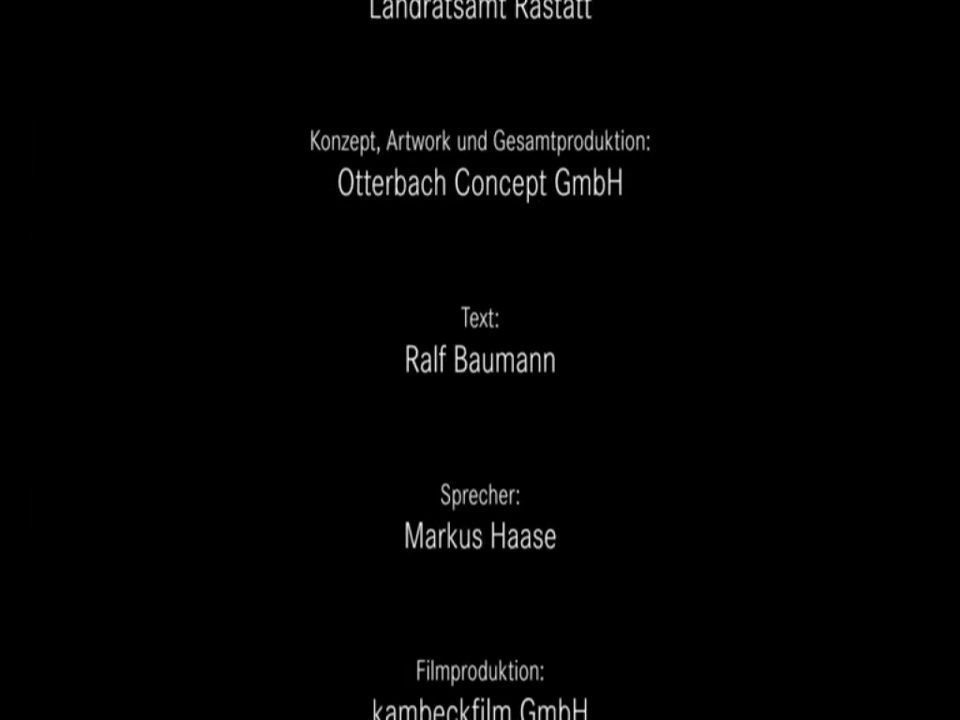 Landratsamt Rastatt
Konzept, Artwork und Gesamtproduktion:
Otterbach Concept GmbH
Text:
Ralf Baumann
Sprecher:
Markus Haase
Filmproduktion:
kambeckfilm GmbH